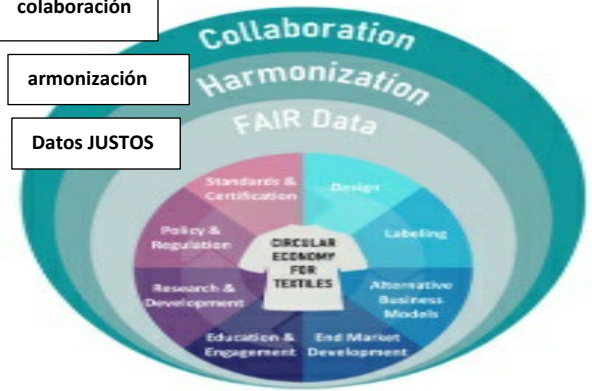 colaboración
armonización
Datos JUSTOS
Collaboration
Harmonization
FAIR Data
Standards &
Certification
Design
Labeling
Alternative
Business
Models
End Market
Development
Education &
Engagement
Research &
Development
Policy &
Regulation
CIRCULAR
ECONOMY
FOR
TEXTILES